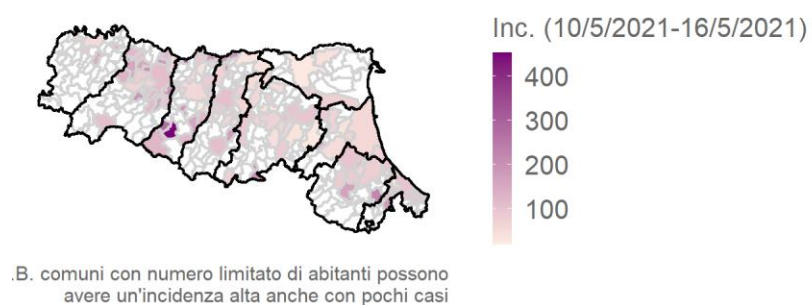 Inc. (10/5/2021-16/5/2021)
400
300
200
100
.B. comuni con numero limitato di abitanti possono
avere un'incidenza alta anche con pochi casi